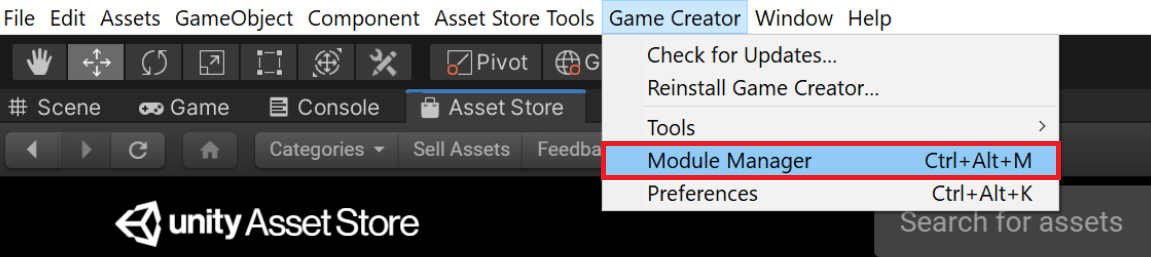 File Edit Assets GameObject Component Asset Store Tools Game Creator Window Help
Check for Updates...
Reinstall Game Creator...
Tools
Module Manager Ctrl+Alt+M
Preferences Ctrl+Alt+K
Pivot G
Scene Game Console Asset Store
Categories Sell Assets Feedba
unity Asset Store
Search for assets